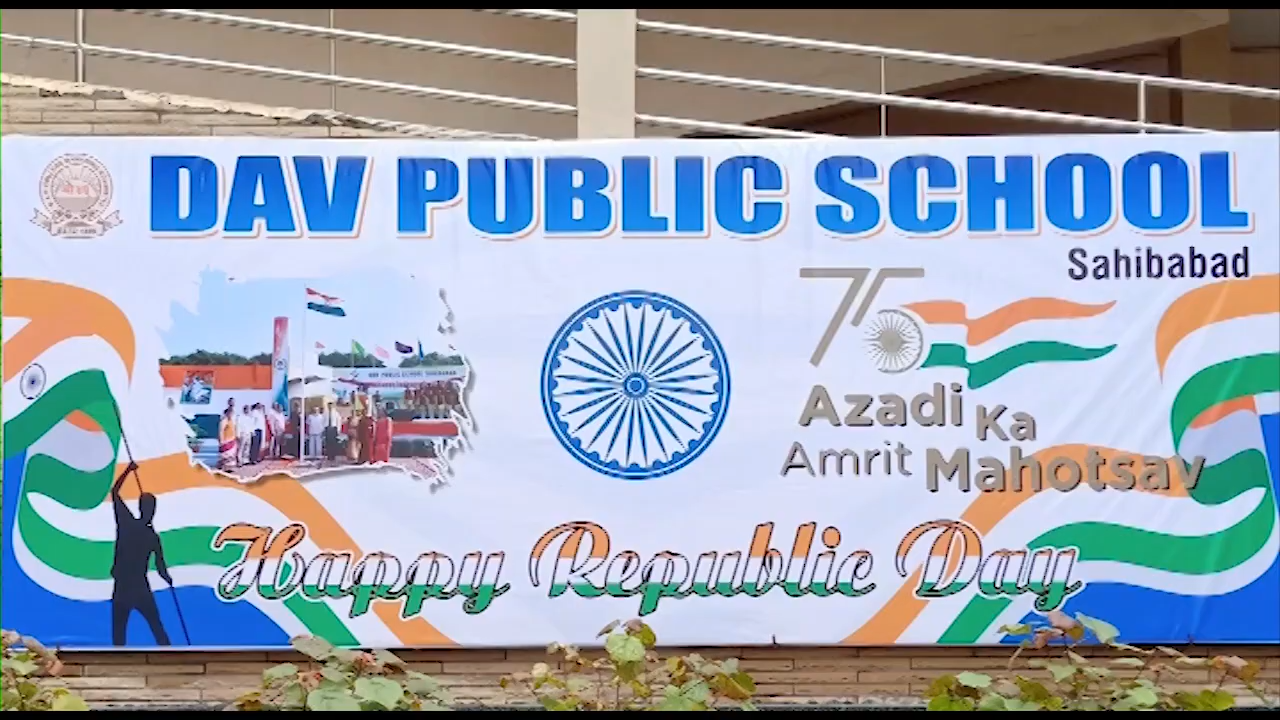 DAV PUBLIC SCHOOL
Sahibabad
75
Azadi Ka
Amrit Mahotsav
Happy Republic Day